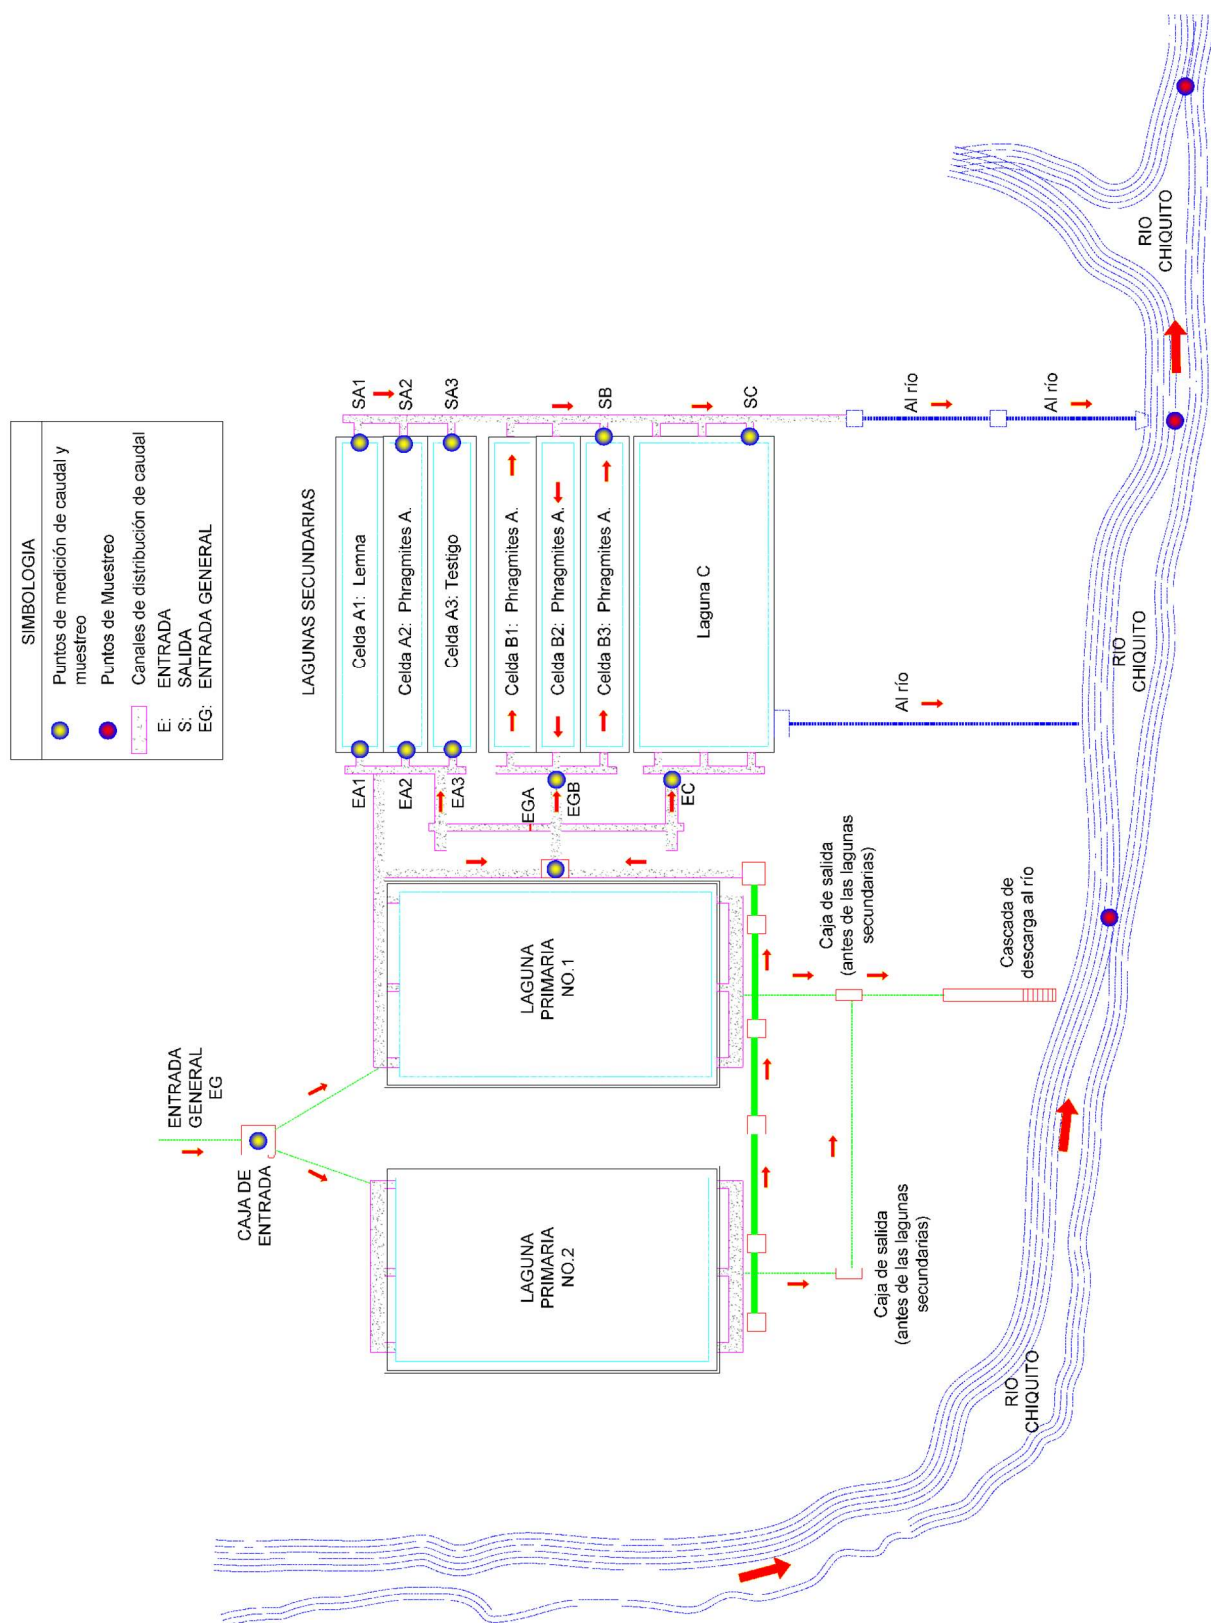 SIMBOLOGIA
Puntos de medición de caudal y
muestreo
Puntos de Muestreo
Canales de distribución de caudal
E: ENTRADA
S: SALIDA
EG: ENTRADA GENERAL
ENTRADA
GENERAL
EG
CAJA DE
ENTRADA
LAGUNA
PRIMARIA
NO.2
LAGUNA
PRIMARIA
NO.1
LAGUNAS SECUNDARIAS
EA1
EA2
EA3
EGA
EGB
EC
Celda A1: Lemna
Celda A2: Phragmites A.
Celda A3: Testigo
Celda B1: Phragmites A.
Celda B2: Phragmites A.
Celda B3: Phragmites A.
Laguna C
SA1
SA2
SA3
SB
SC
Caja de salida
(antes de las lagunas
secundarias)
Caja de salida
(antes de las lagunas
secundarias)
Cascada de
descarga al río
Al río
Al río
Al río
RIO
CHIQUITO
RIO
CHIQUITO
RIO
CHIQUITO